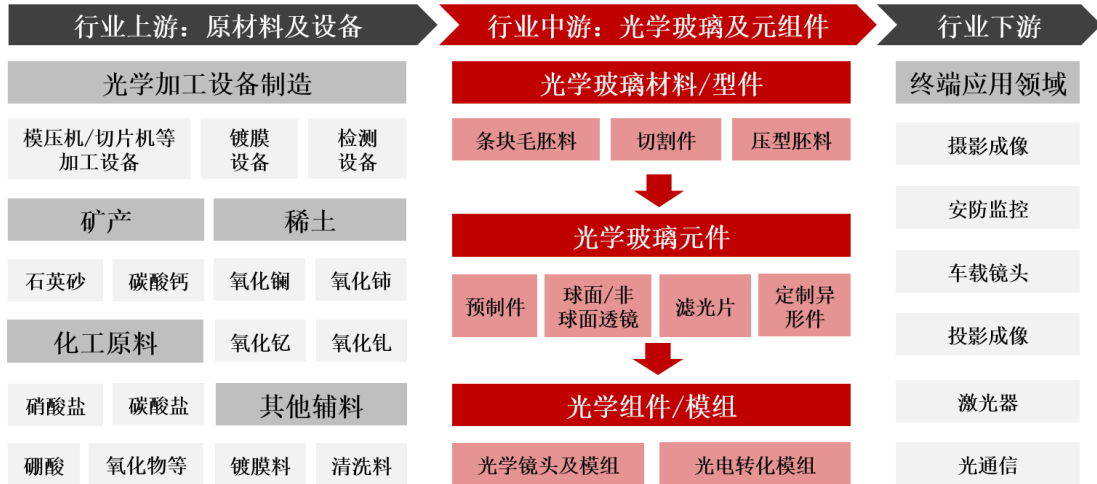 行业上游：原材料及设备
行业中游：光学玻璃及元组件
行业下游
光学加工设备制造
模压机/切片机等
加工设备
镀膜
设备
检测
设备
矿产
稀土
石英砂
碳酸钙
氧化镧
氧化铈
化工原料
氧化钇
氧化钆
硝酸盐
碳酸盐
其他辅料
硼酸
氧化物等
镀膜料
清洗料
光学玻璃材料/型件
条块毛胚料
切割件
压型胚料
光学玻璃元件
预制件
球面/非
球面透镜
滤光片
定制异
形件
光学组件/模组
光学镜头及模组
光电转化模组
终端应用领域
摄影成像
安防监控
车载镜头
投影成像
激光器
光通信